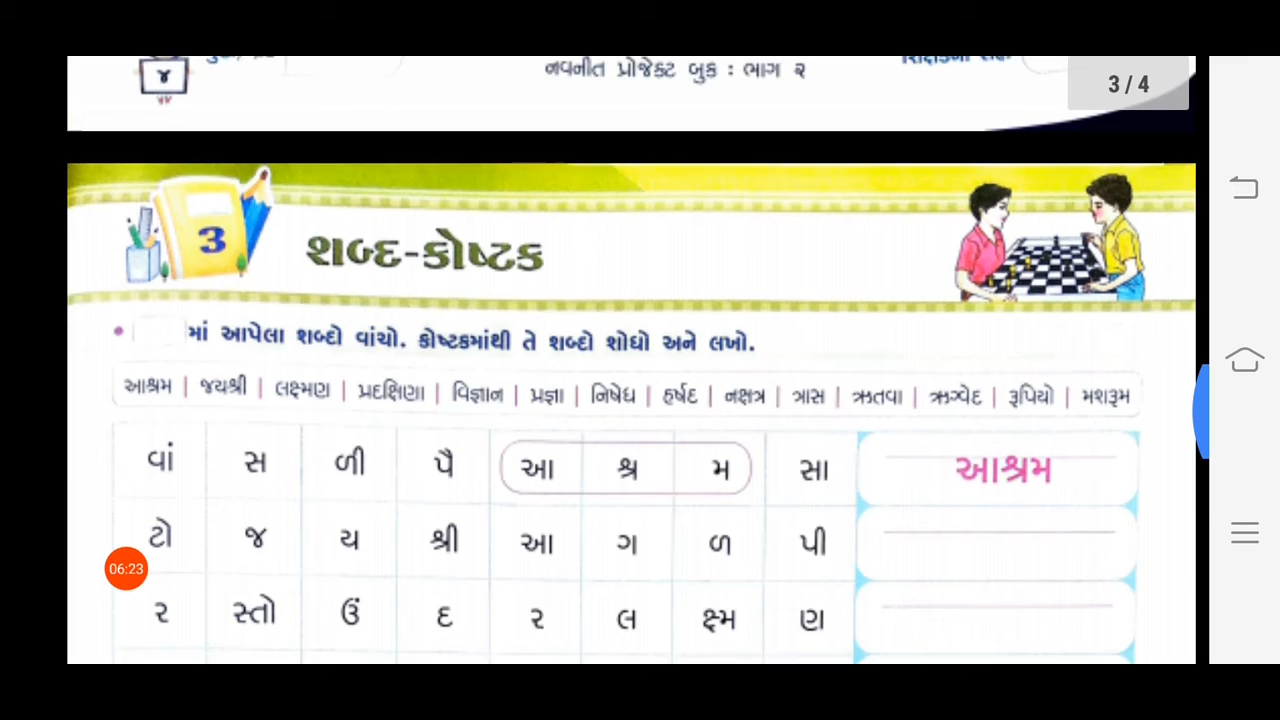 ૪
નવનીત પ્રોજેક્ટ બુક : ભાગ ૨
3 / 4
3
શબ્દ-કોષ્ટક
• માં આપેલા શબ્દો વાંચો. કોષ્ટકમાંથી તે શબ્દો શોધો અને લખો.
આશ્રમ | જયશ્રી | લક્ષ્મણ | પ્રદક્ષિણા | વિજ્ઞાન | પ્રજ્ઞા | નિષેધ | હર્ષદ | નક્ષત્ર | ત્રાસ | ઋતવા | ઋગ્વેદ | રૂપિયો | મશરૂમ
વાં સ ળી પૈ આ શ્ર મ સા આશ્રમ
ટો જ ય શ્રી આ ગ ળ પી
06:23
ર સ્તો ઉં દ ર લ ક્ષ્મ ણ